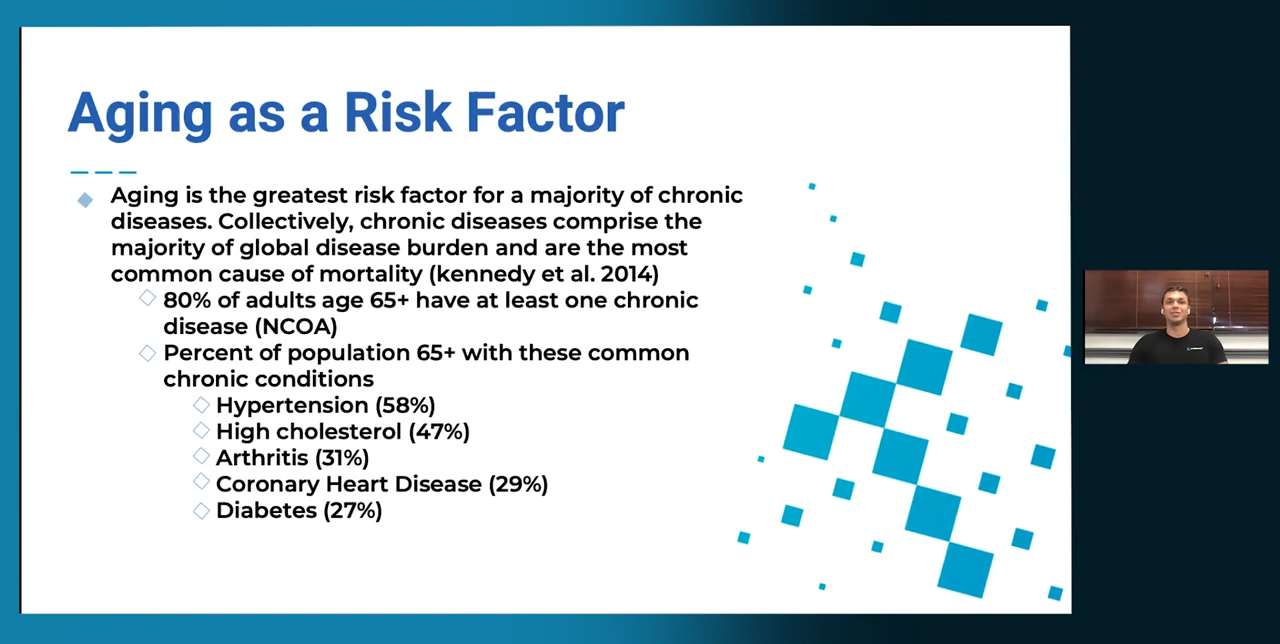 Aging as a Risk Factor
Aging is the greatest risk factor for a majority of chronic
diseases. Collectively, chronic diseases comprise the
majority of global disease burden and are the most
common cause of mortality (kennedy et al. 2014)
80% of adults age 65+ have at least one chronic
disease (NCOA)
Percent of population 65+ with these common
chronic conditions
Hypertension (58%)
High cholesterol (47%)
Arthritis (31%)
Coronary Heart Disease (29%)
Diabetes (27%)